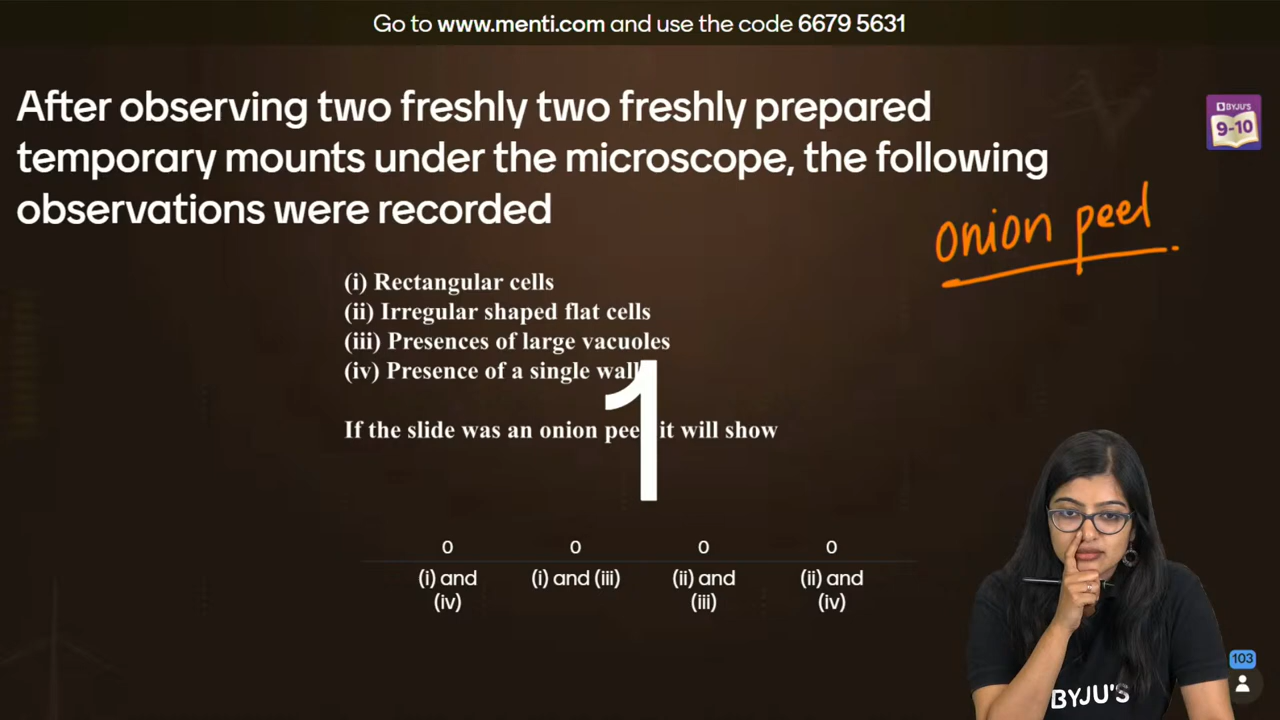 Go to www.menti.com and use the code 6679 5631
After observing two freshly two freshly prepared
temporary mounts under the microscope, the following
observations were recorded
BYJU'S
9-10
onion peel
(i) Rectangular cells
(ii) Irregular shaped flat cells
(iii) Presences of large vacuoles
(iv) Presence of a single wall
1
If the slide was an onion peel it will show
0 0 0 0
(i) and (i) and (iii) (ii) and (ii) and
(iv) (iii) (iv)
103
BYJU'S